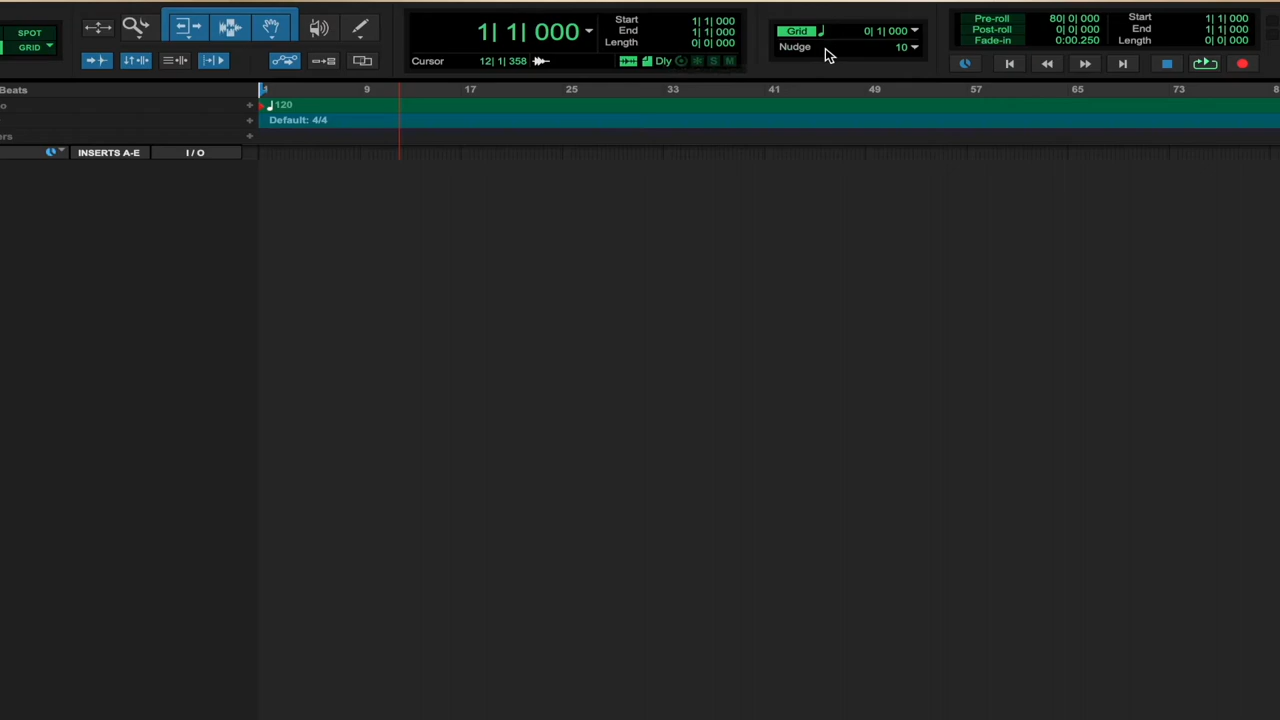 SPOT
GRID
1| 1| 000
Start 1| 1| 000
End 1| 1| 000
Length 0| 0| 000
Cursor 12| 1| 358
Dly S M
Grid 0| 1| 000
Nudge 10
Pre-roll 80| 0| 000
Post-roll 0| 0| 000
Fade-in 0:00.250
Start 1| 1| 000
End 1| 1| 000
Length 0| 0| 000
Beats 1 9 17 25 33 41 49 57 65 73 8
o 120
Default: 4/4
ers
INSERTS A-E I / O